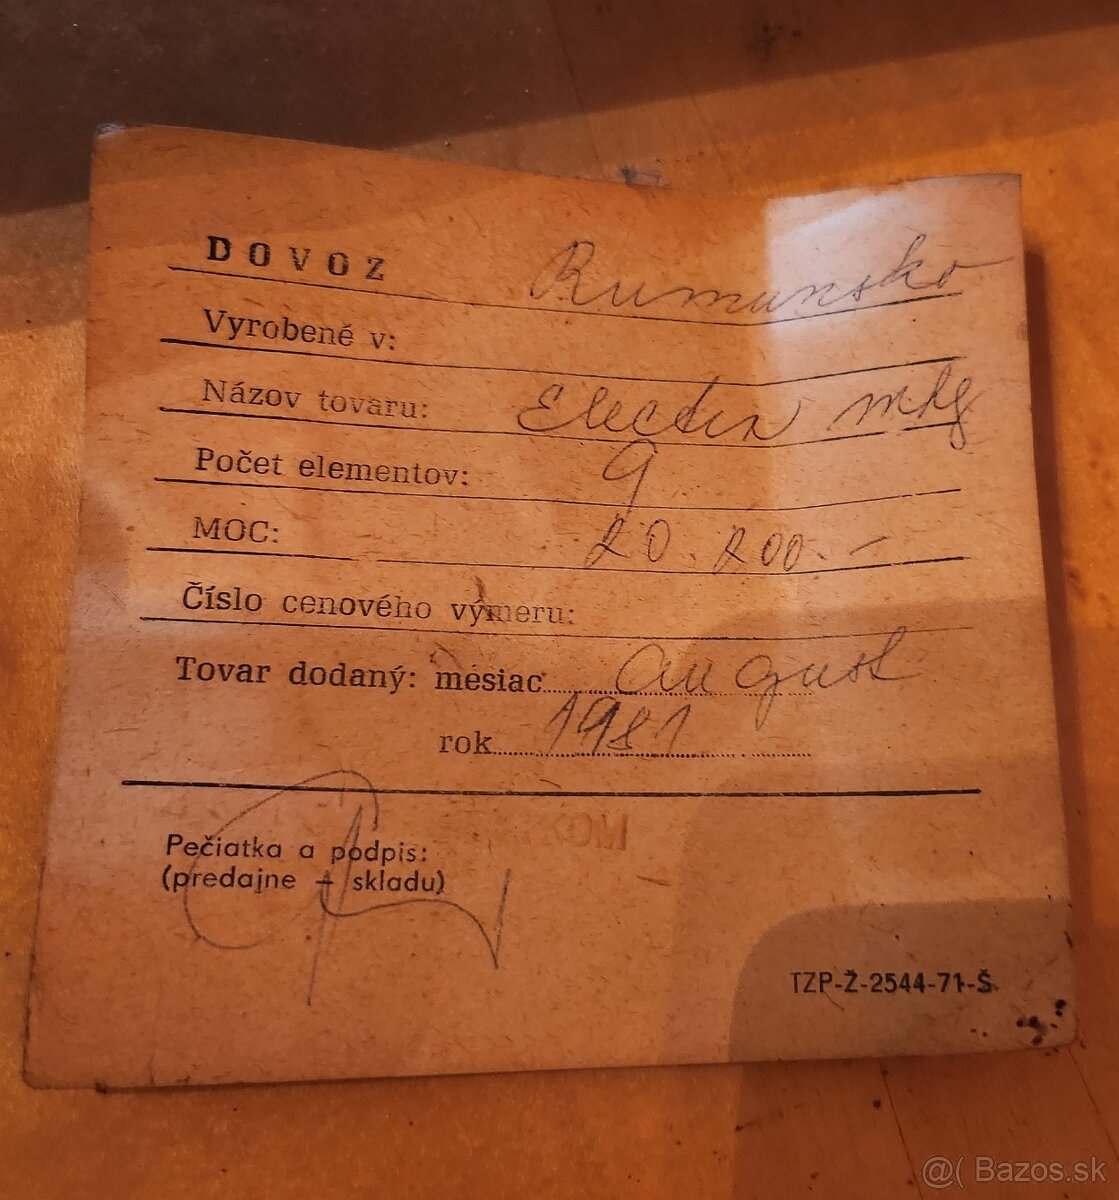 DOVOZ Rumunsko
Vyrobené v:
Názov tovaru: Electra
Počet elementov: 9
MOC: 20.200.-
Číslo cenového výmeru:
Tovar dodaný: mesiac august
rok 1981
Pečiatka a podpis:
(predajne – skladu)
TZP-Ž-2544-71-Š
@( Bazos.sk